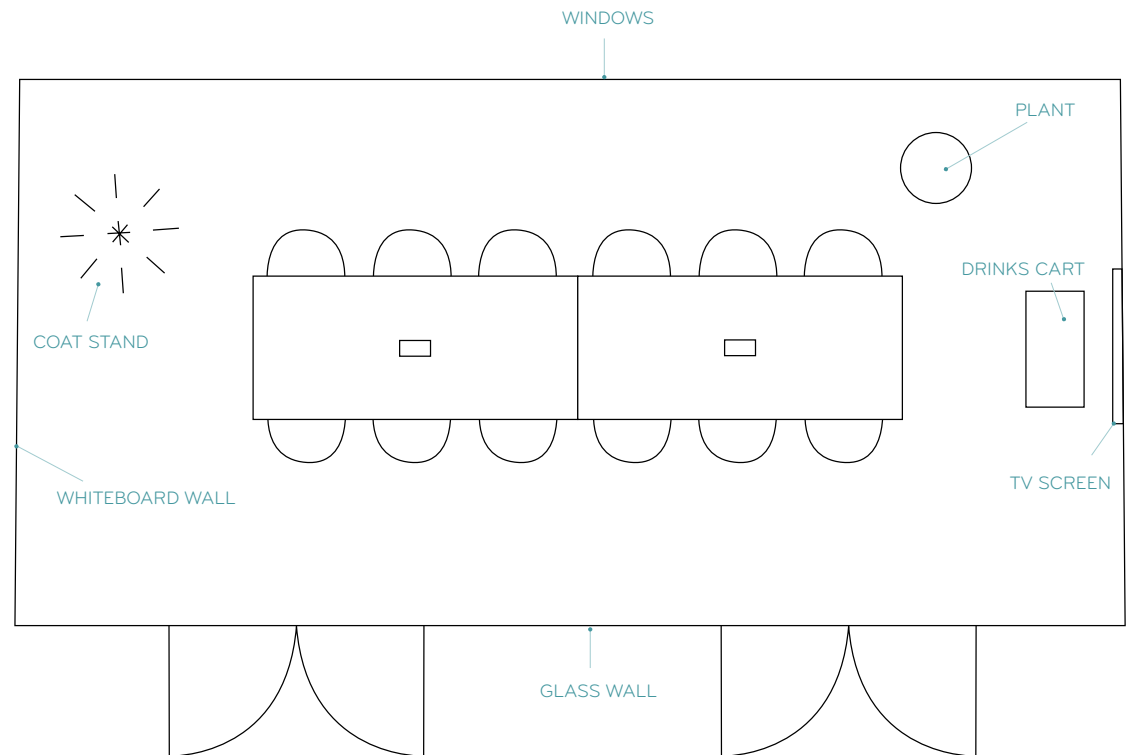 WINDOWS
PLANT
DRINKS CART
COAT STAND
TV SCREEN
WHITEBOARD WALL
GLASS WALL